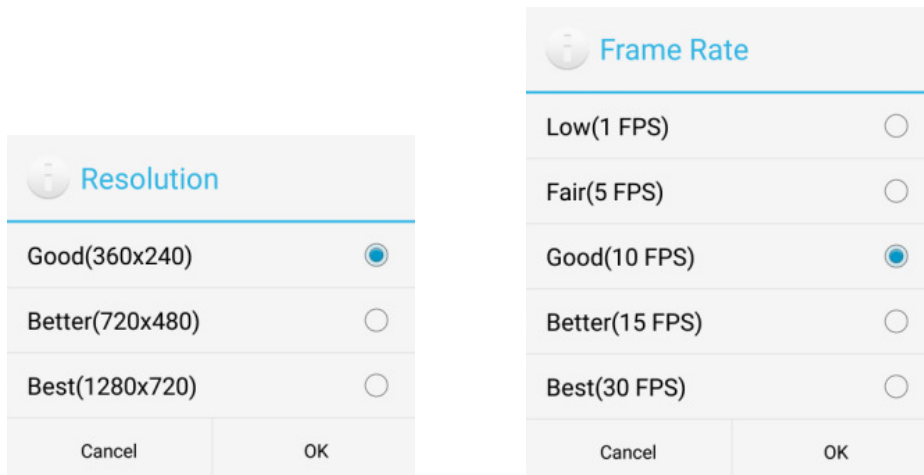 Resolution
Good(360x240)
Better(720x480)
Best(1280x720)
Cancel OK
Frame Rate
Low(1 FPS)
Fair(5 FPS)
Good(10 FPS)
Better(15 FPS)
Best(30 FPS)
Cancel OK